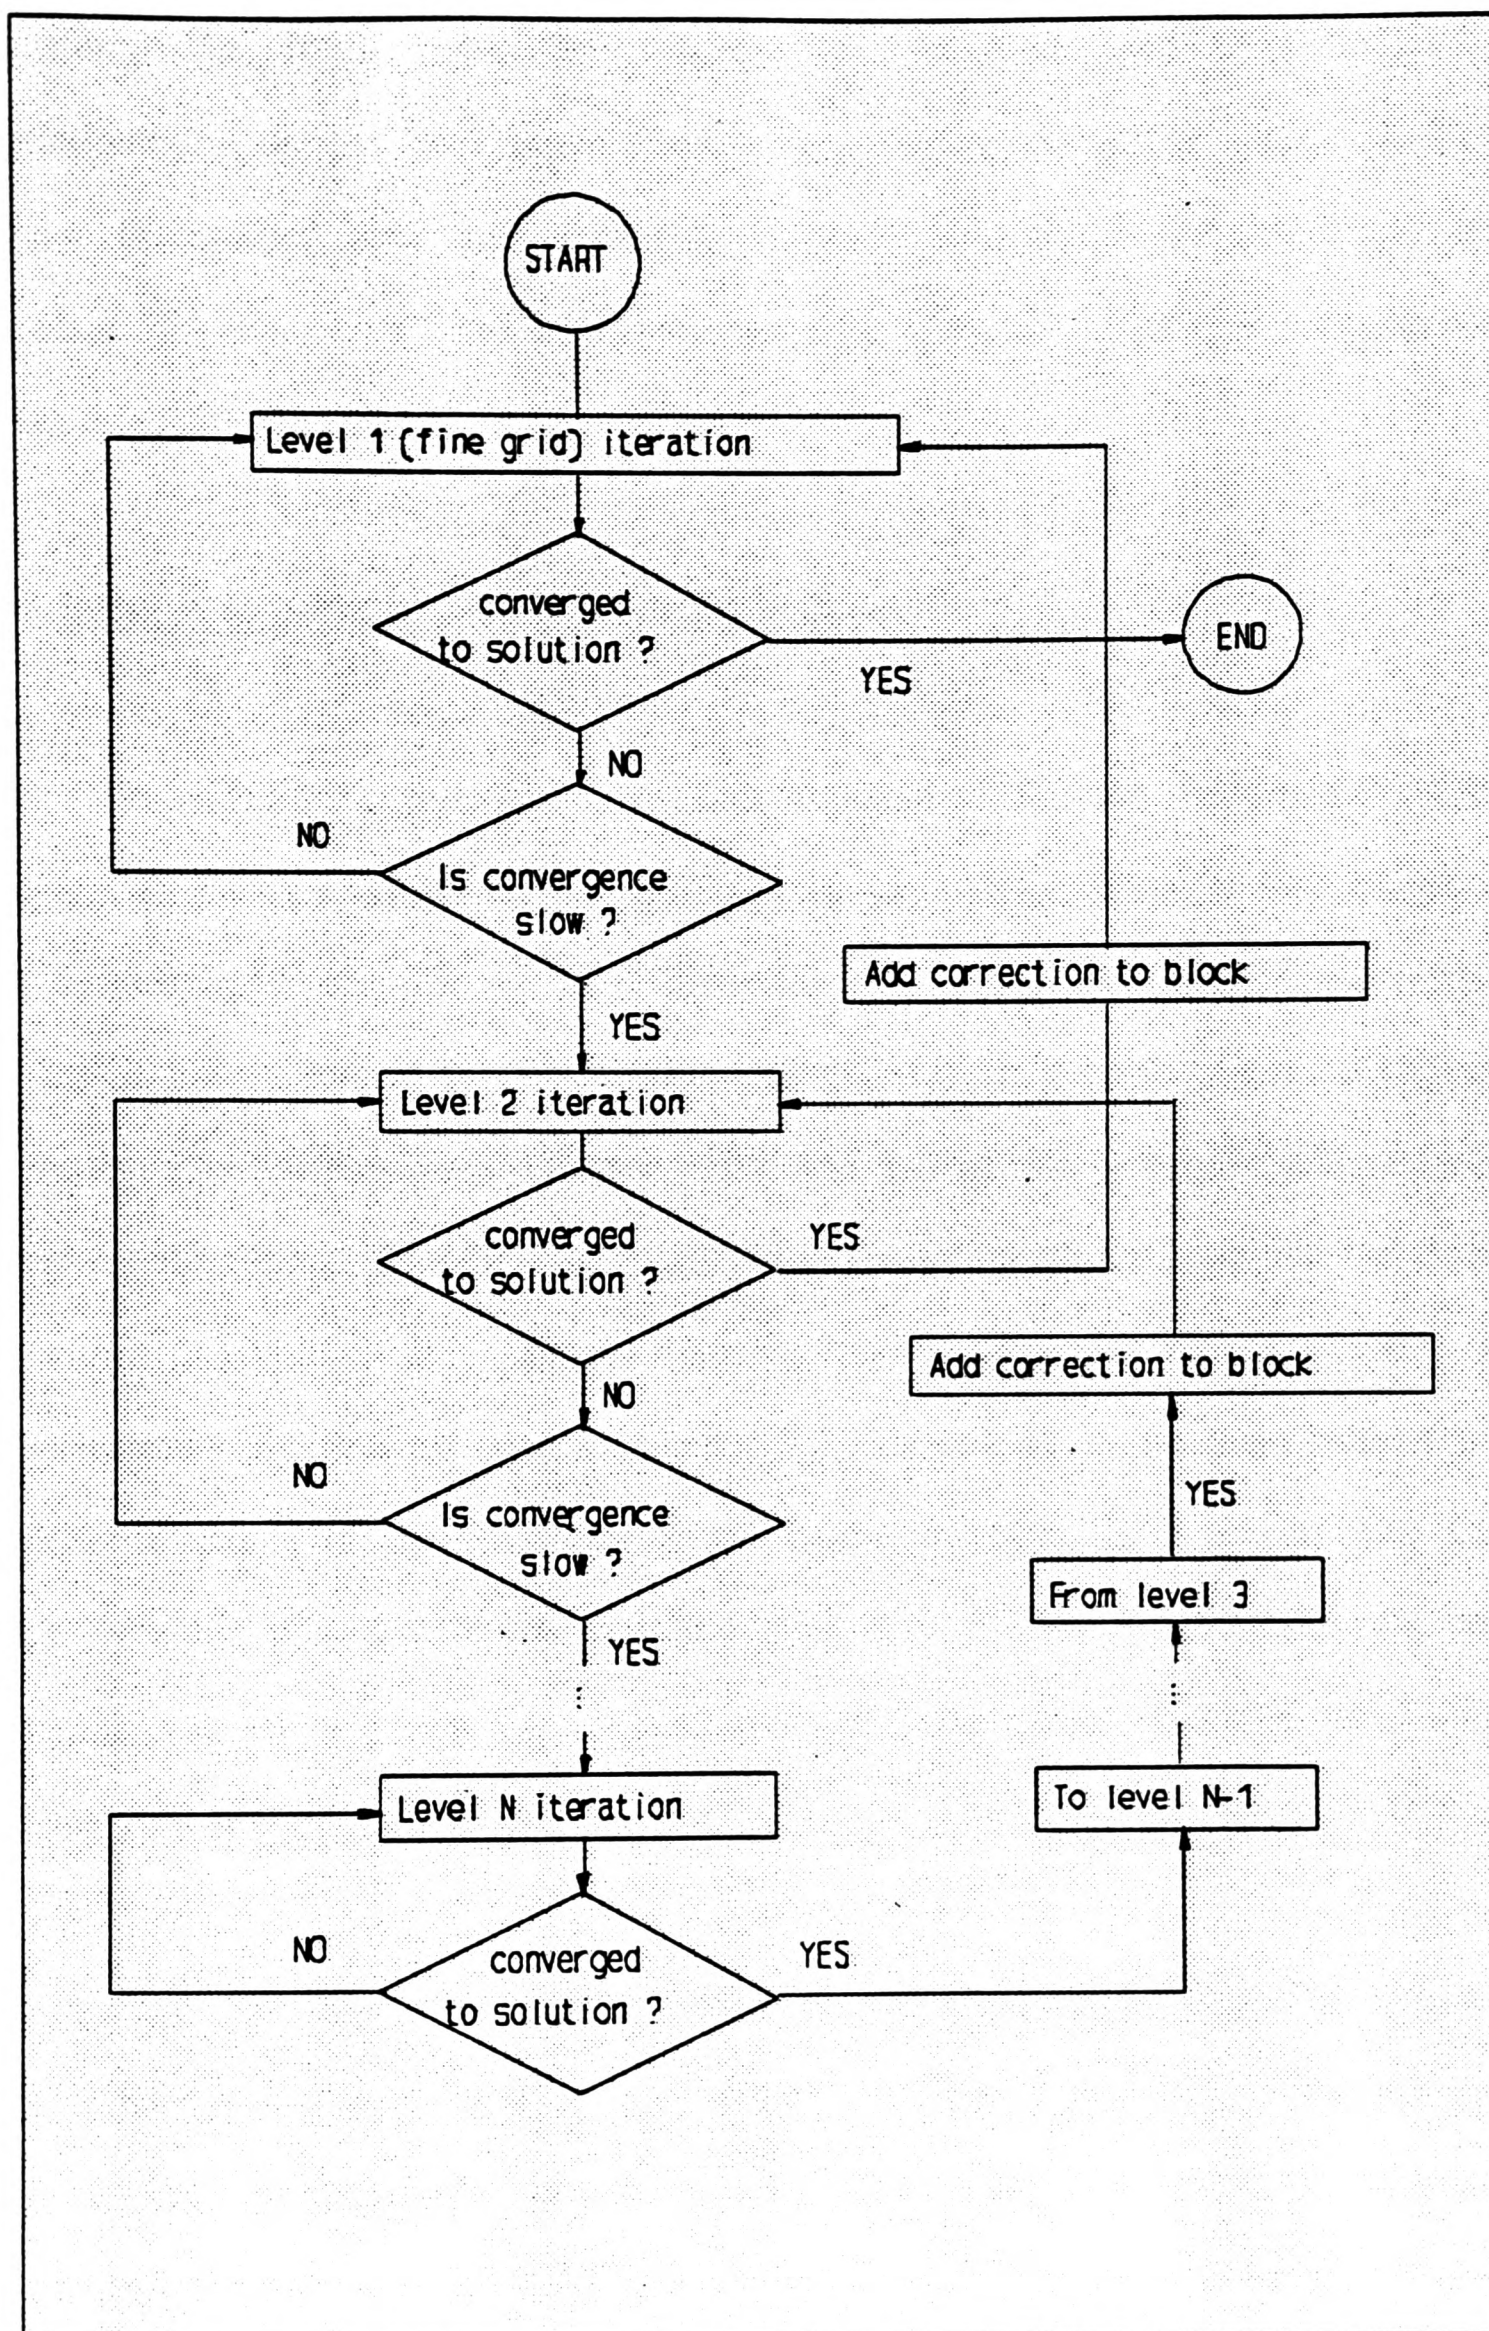 START
Level 1 (fine grid) iteration
converged
to solution ?
YES
END
NO
NO
Is convergence
slow ?
Add correction to block
YES
Level 2 iteration
converged
to solution ?
YES
Add correction to block
NO
NO
Is convergence
slow ?
YES
From level 3
YES
...
...
Level N iteration
To level N-1
NO
converged
to solution ?
YES